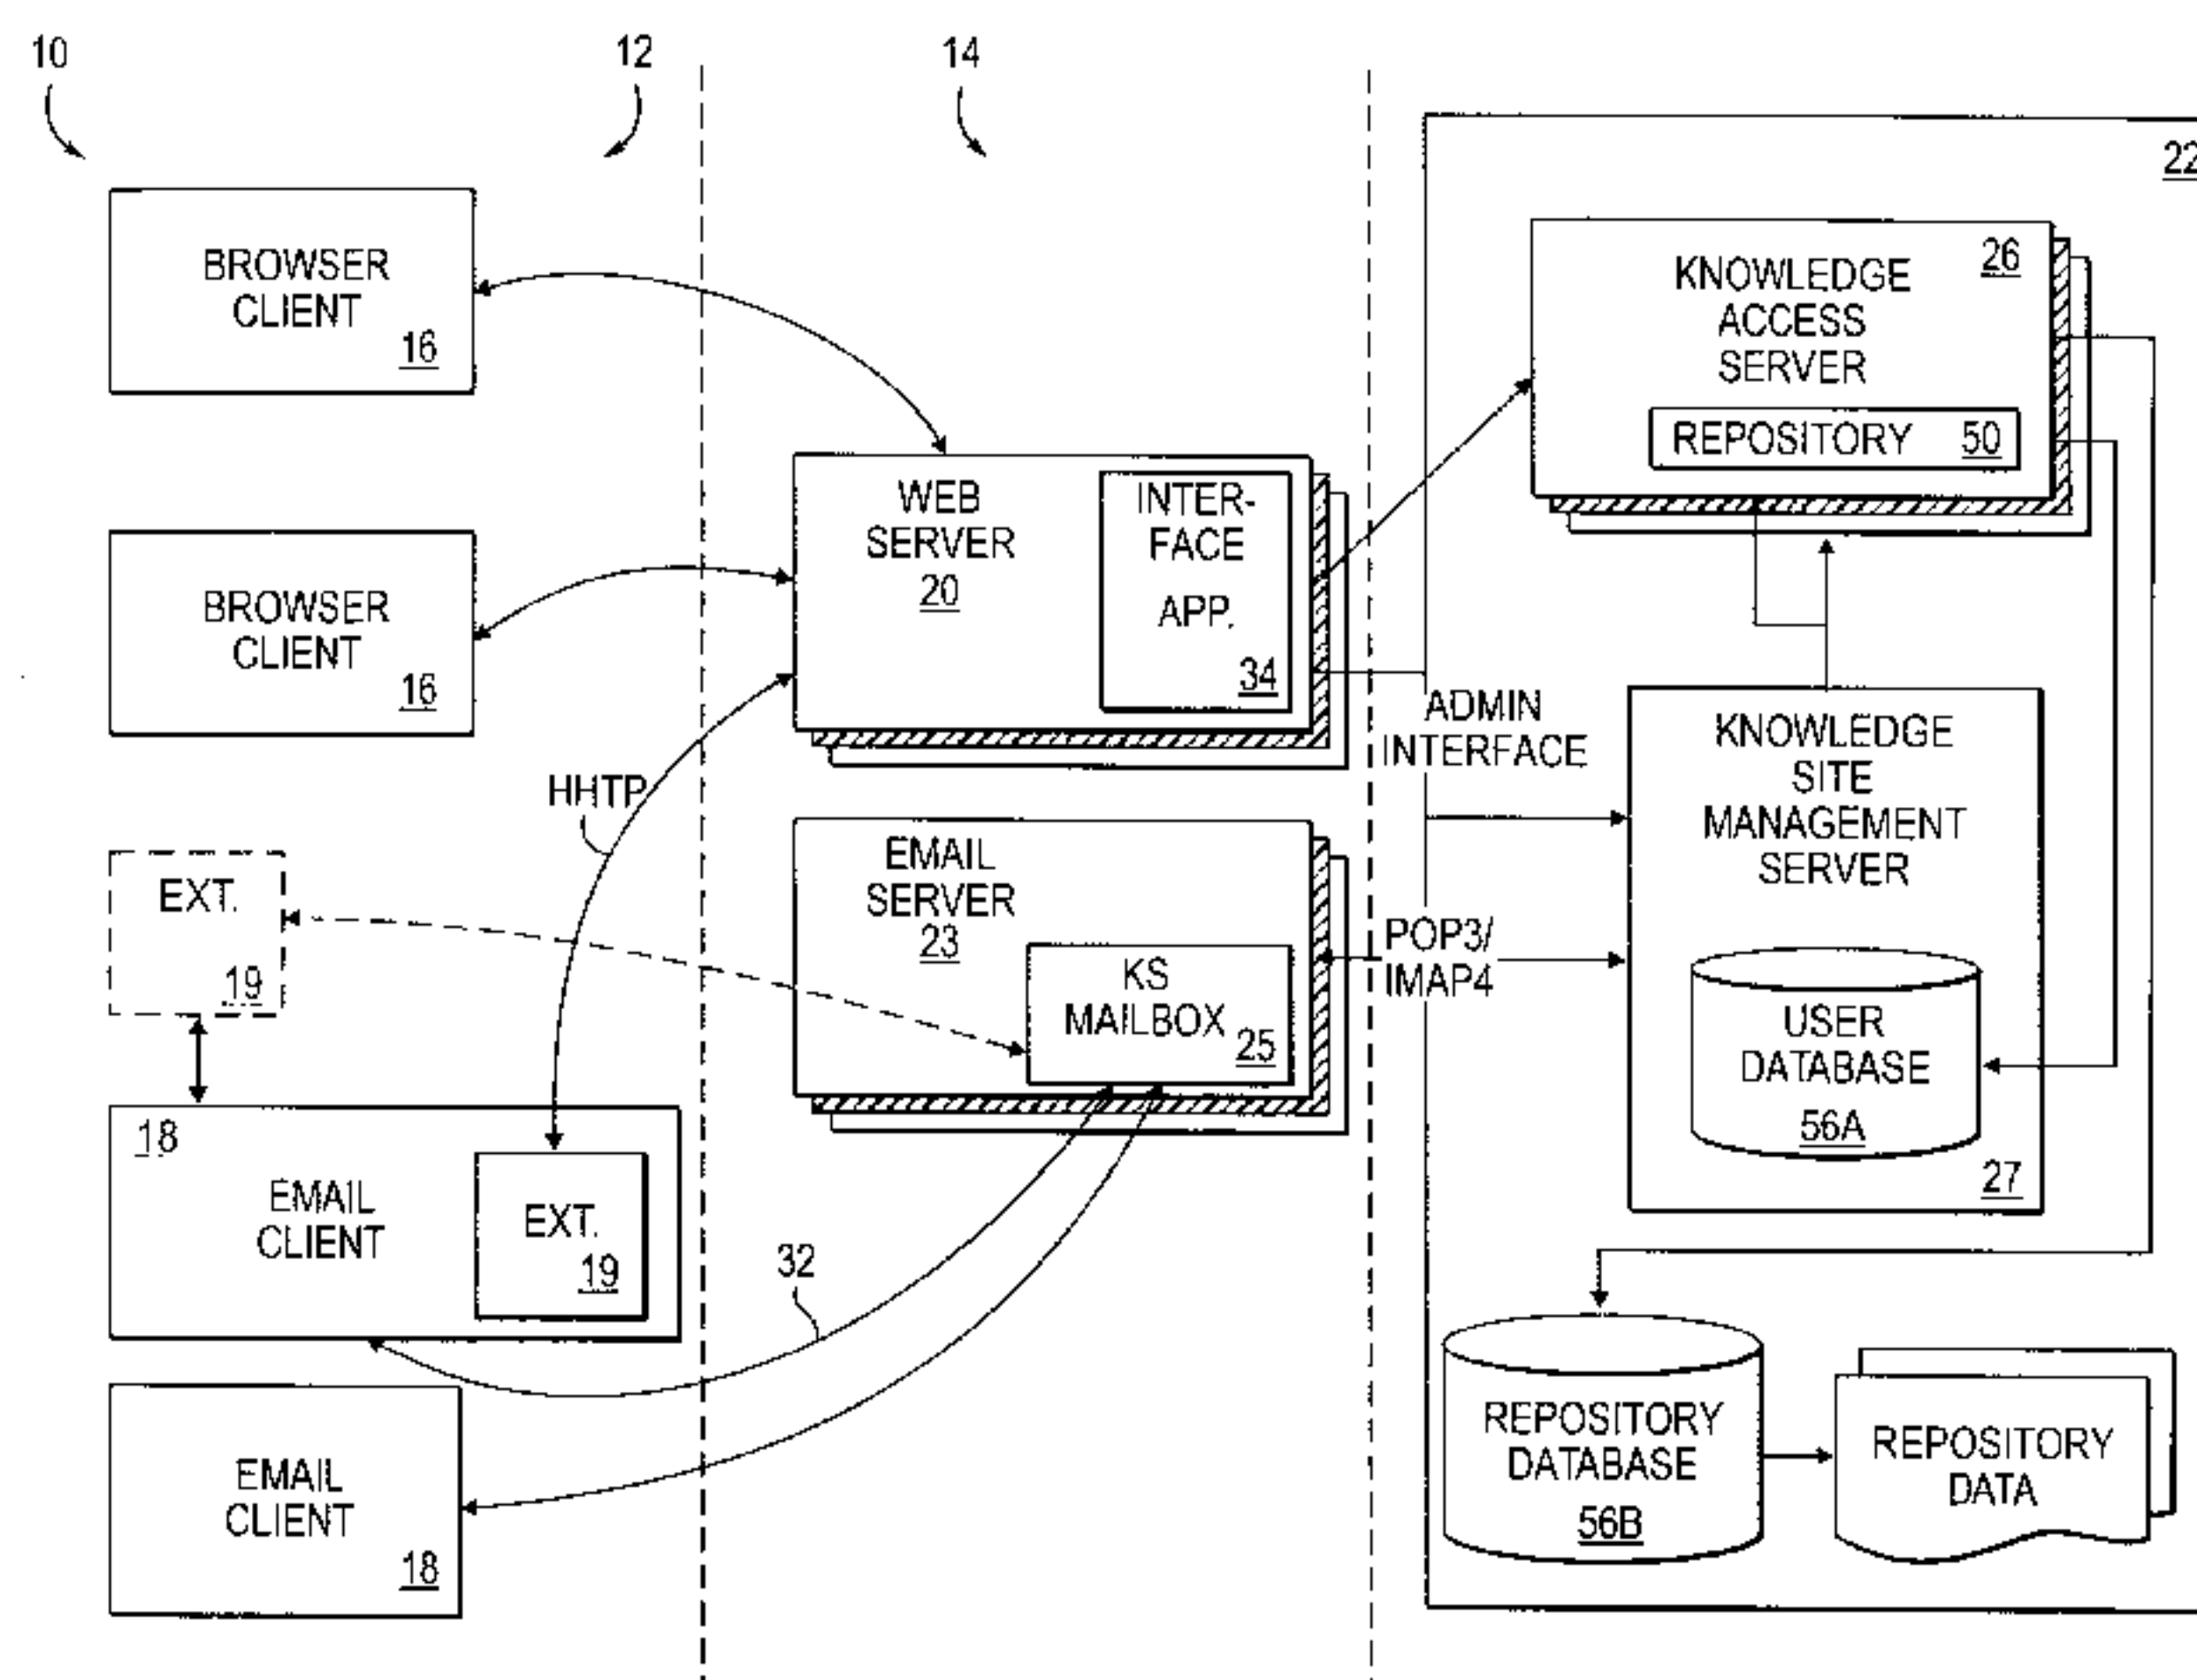 10
12
14
22
BROWSER
CLIENT
16
BROWSER
CLIENT
16
HHTP
EXT.
19
18
EMAIL
CLIENT
EXT.
19
EMAIL
CLIENT
18
32
WEB
SERVER
20
INTER-
FACE
APP.
34
EMAIL
SERVER
23
KS
MAILBOX
25
ADMIN
INTERFACE
POP3/
IMAP4
26
KNOWLEDGE
ACCESS
SERVER
REPOSITORY 50
KNOWLEDGE
SITE
MANAGEMENT
SERVER
USER
DATABASE
56A
27
REPOSITORY
DATABASE
56B
REPOSITORY
DATA